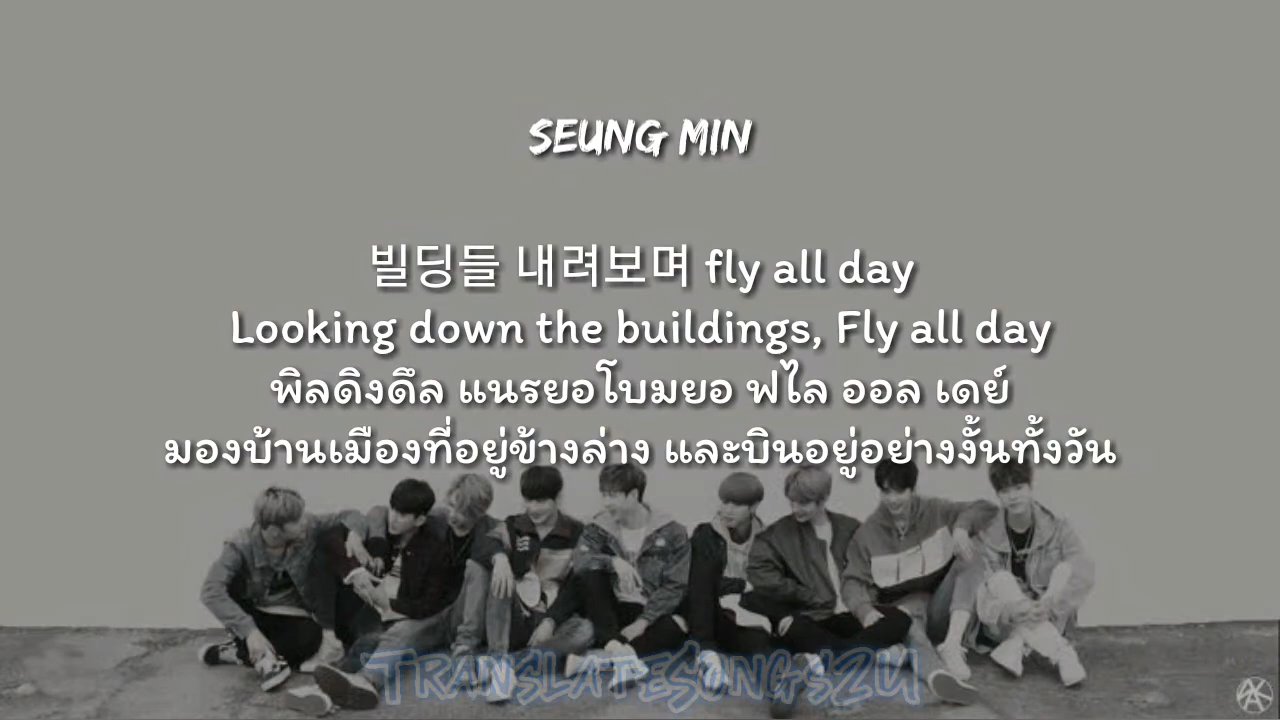 SEUNG MIN
빌딩들 내려보며 fly all day
Looking down the buildings, Fly all day
พิลดิงดึล แนรยอโบมยอ ฟไล ออล เดย์
มองบ้านเมืองที่อยู่ข้างล่าง และบินอยู่อย่างงั้นทั้งวัน
TRANSLATESONGS2U